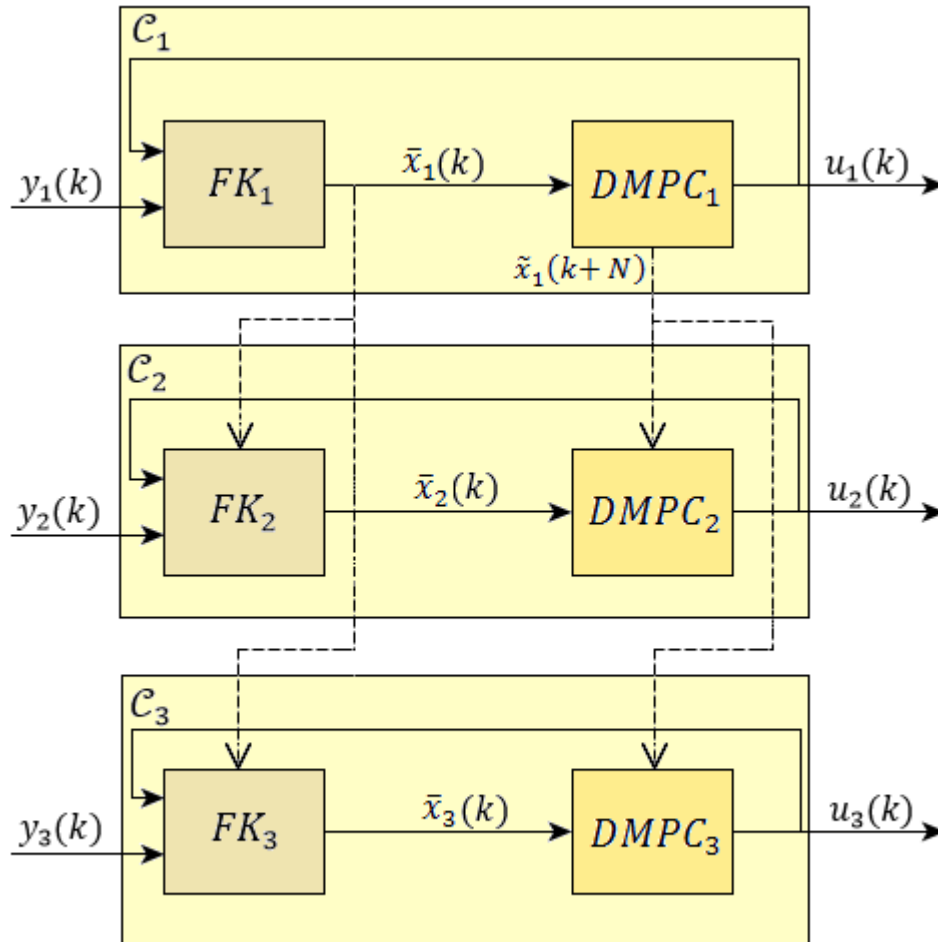 𝒞₁
y₁(k)
FK₁
x̄₁(k)
DMPC₁
u₁(k)
x̃₁(k+N)
𝒞₂
y₂(k)
FK₂
x̄₂(k)
DMPC₂
u₂(k)
𝒞₃
y₃(k)
FK₃
x̄₃(k)
DMPC₃
u₃(k)